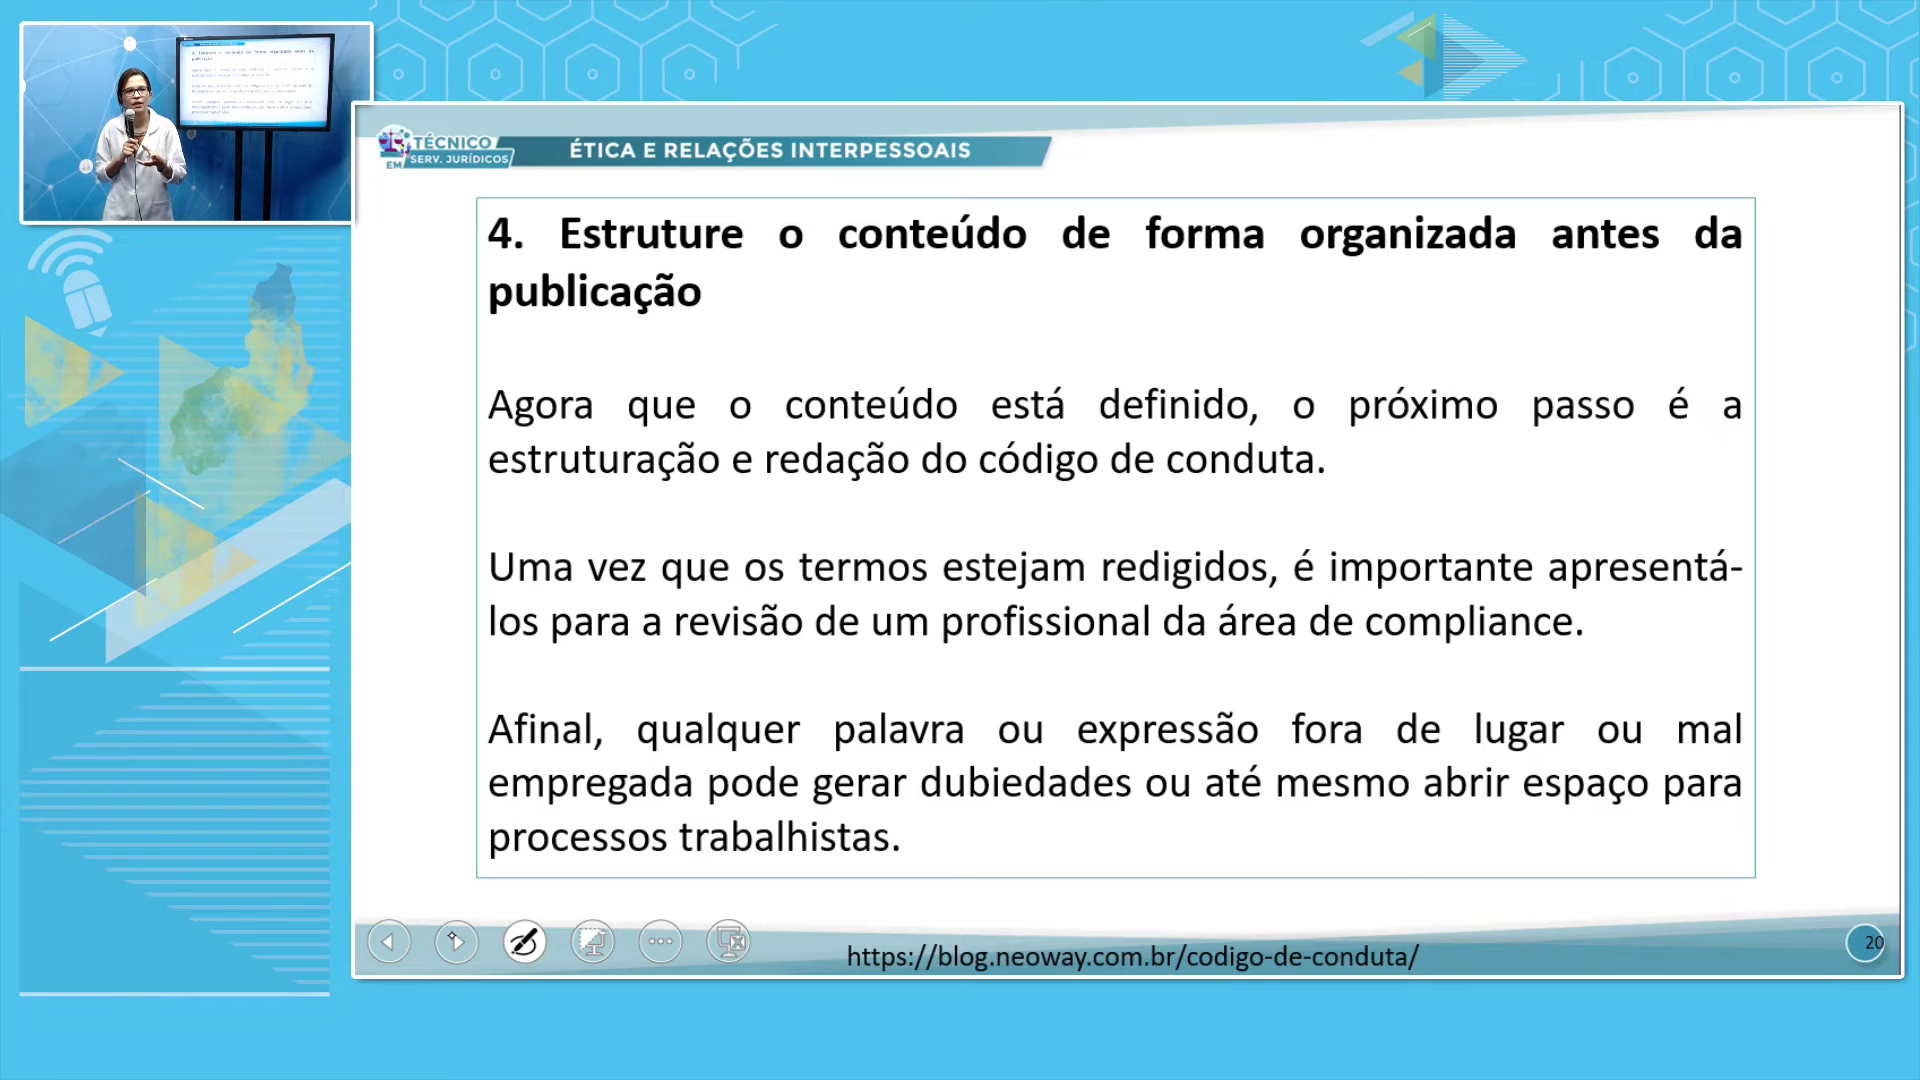 TÉCNICO
EM SERV. JURÍDICOS
ÉTICA E RELAÇÕES INTERPESSOAIS
4. Estruture o conteúdo de forma organizada antes da
publicação
Agora que o conteúdo está definido, o próximo passo é a
estruturação e redação do código de conduta.
Uma vez que os termos estejam redigidos, é importante apresentá-
los para a revisão de um profissional da área de compliance.
Afinal, qualquer palavra ou expressão fora de lugar ou mal
empregada pode gerar dubiedades ou até mesmo abrir espaço para
processos trabalhistas.
https://blog.neoway.com.br/codigo-de-conduta/
20